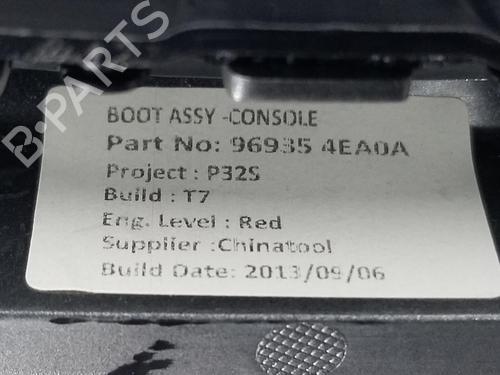 B-PARTS
BOOT ASSY -CONSOLE
Part No: 96935 4EA0A
Project : P32S
Build : T7
Eng. Level : Red
Supplier :Chinatool
Build Date: 2013/09/06